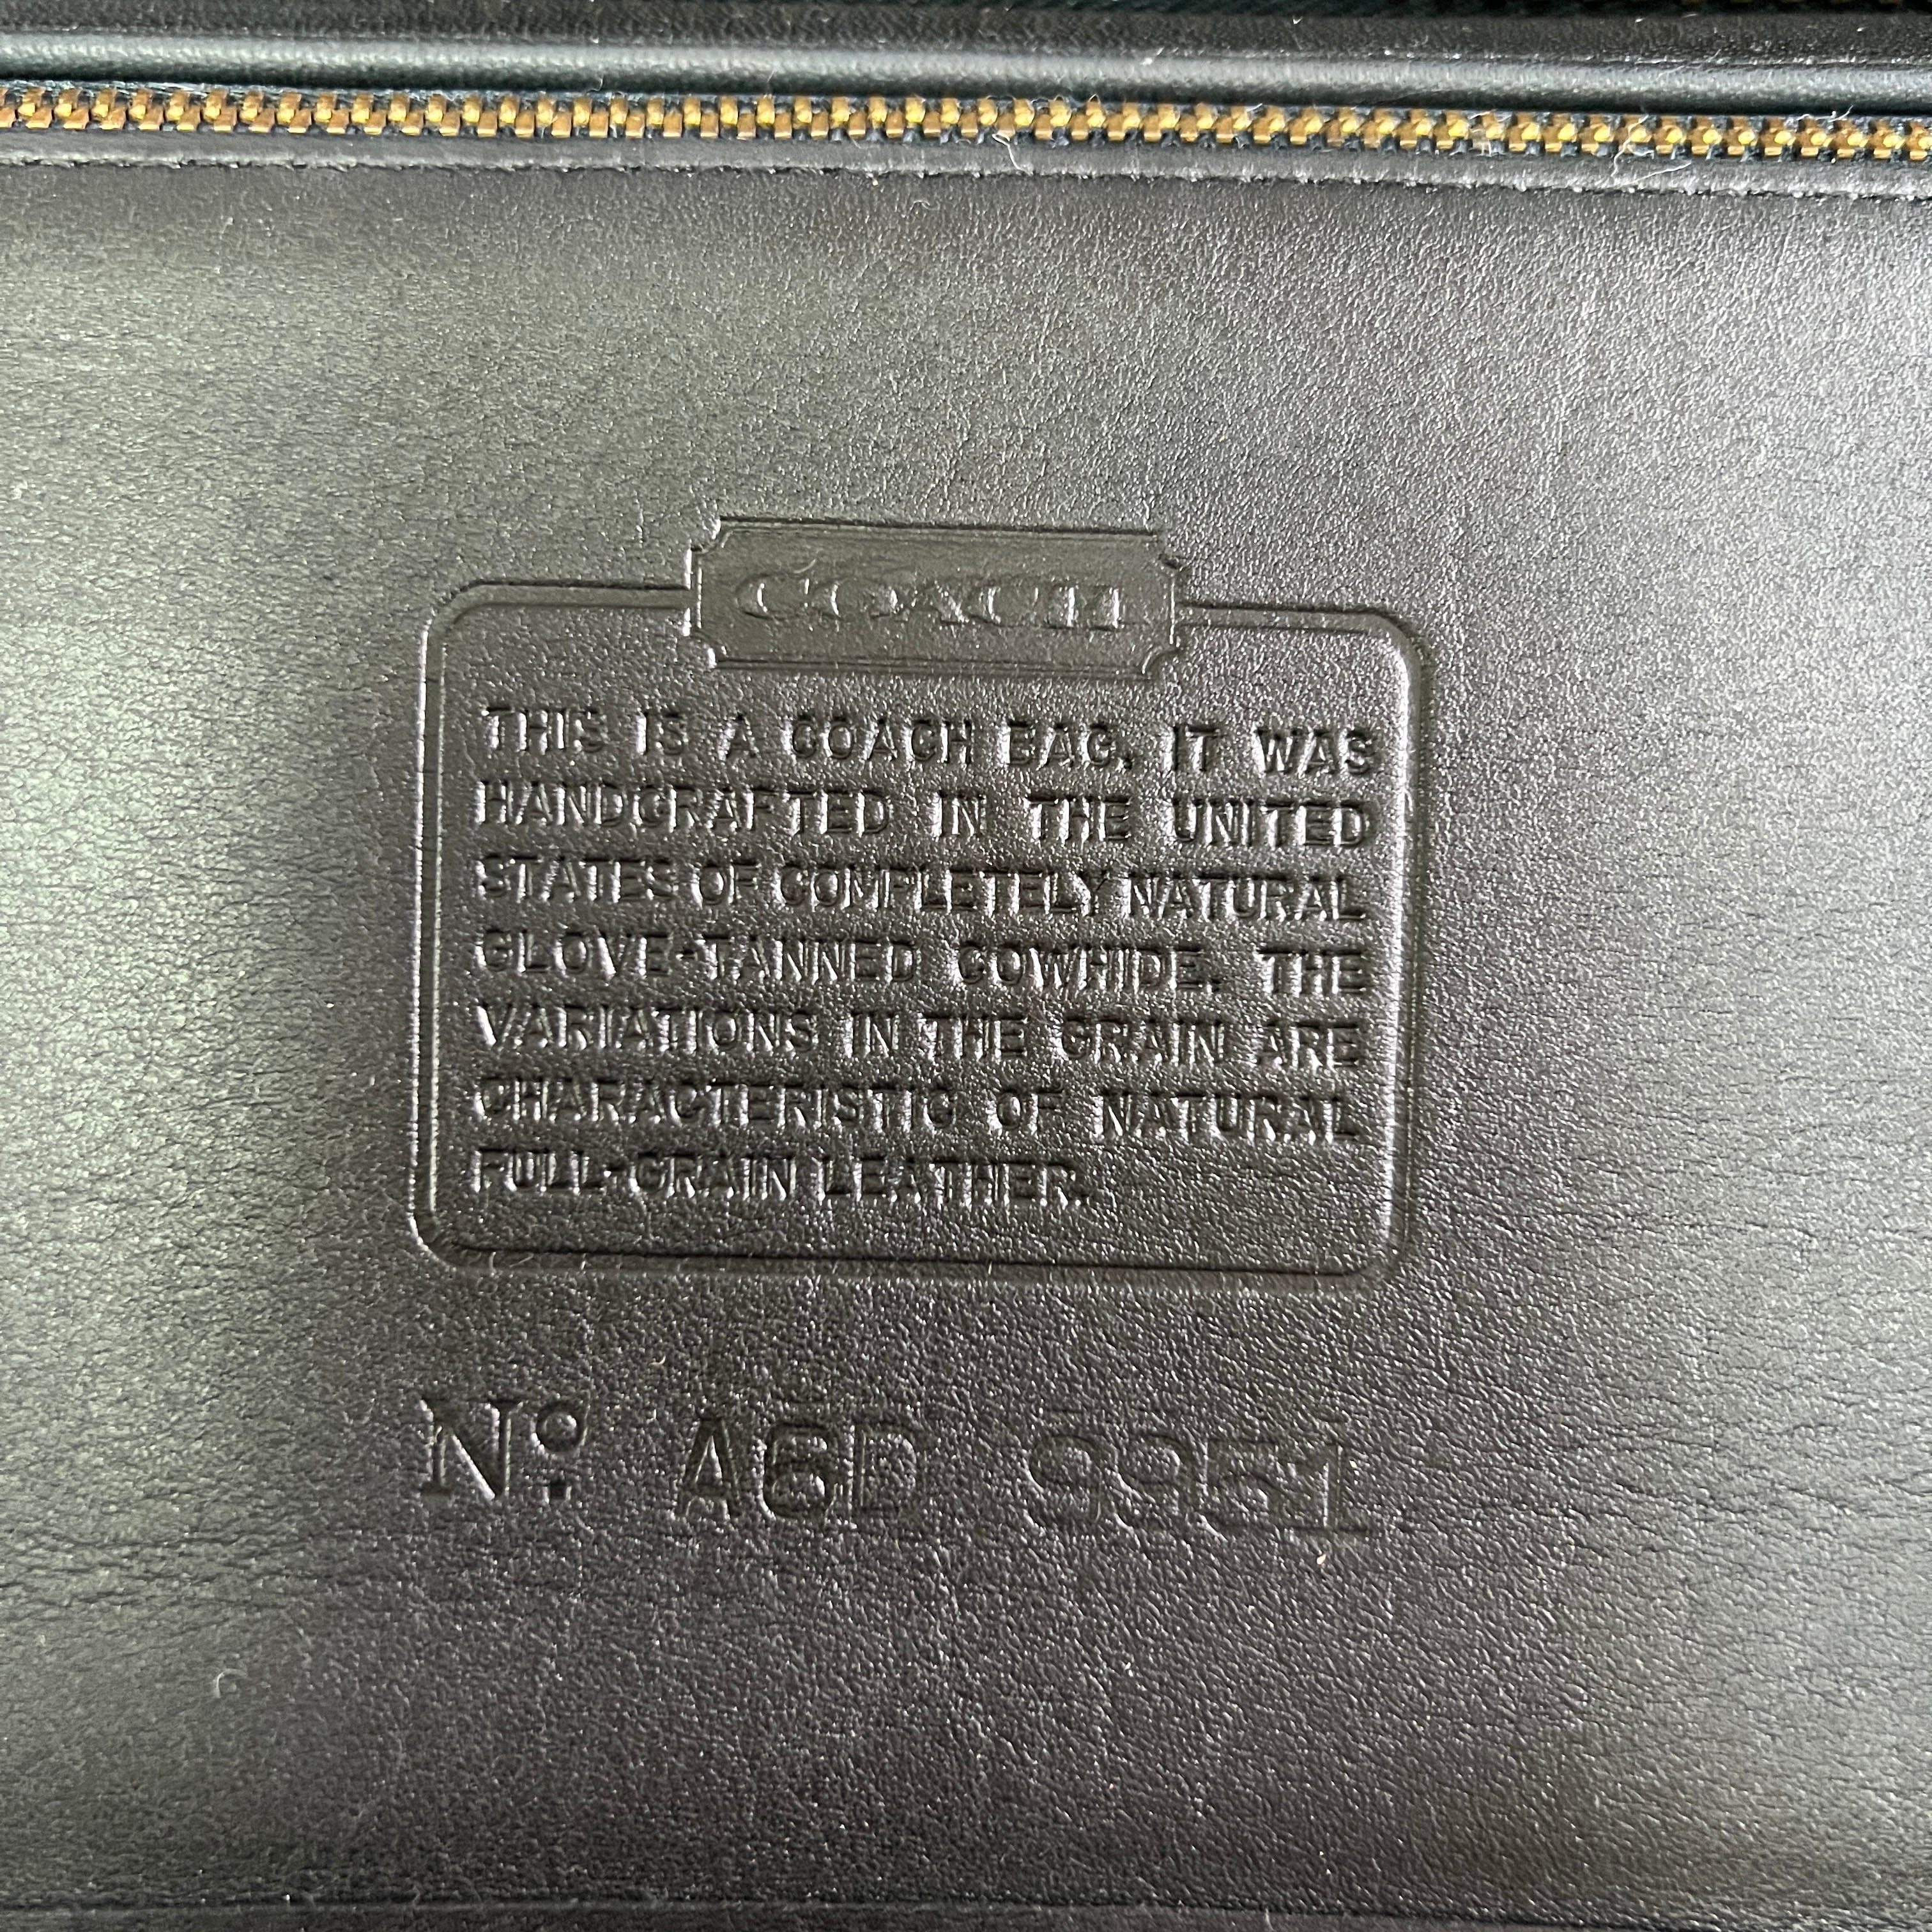 COACH
THIS IS A COACH BAG. IT WAS
HANDCRAFTED IN THE UNITED
STATES OF COMPLETELY NATURAL
GLOVE-TANNED COWHIDE. THE
VARIATIONS IN THE GRAIN ARE
CHARACTERISTIC OF NATURAL
FULL-GRAIN LEATHER.
No. A6D 9951